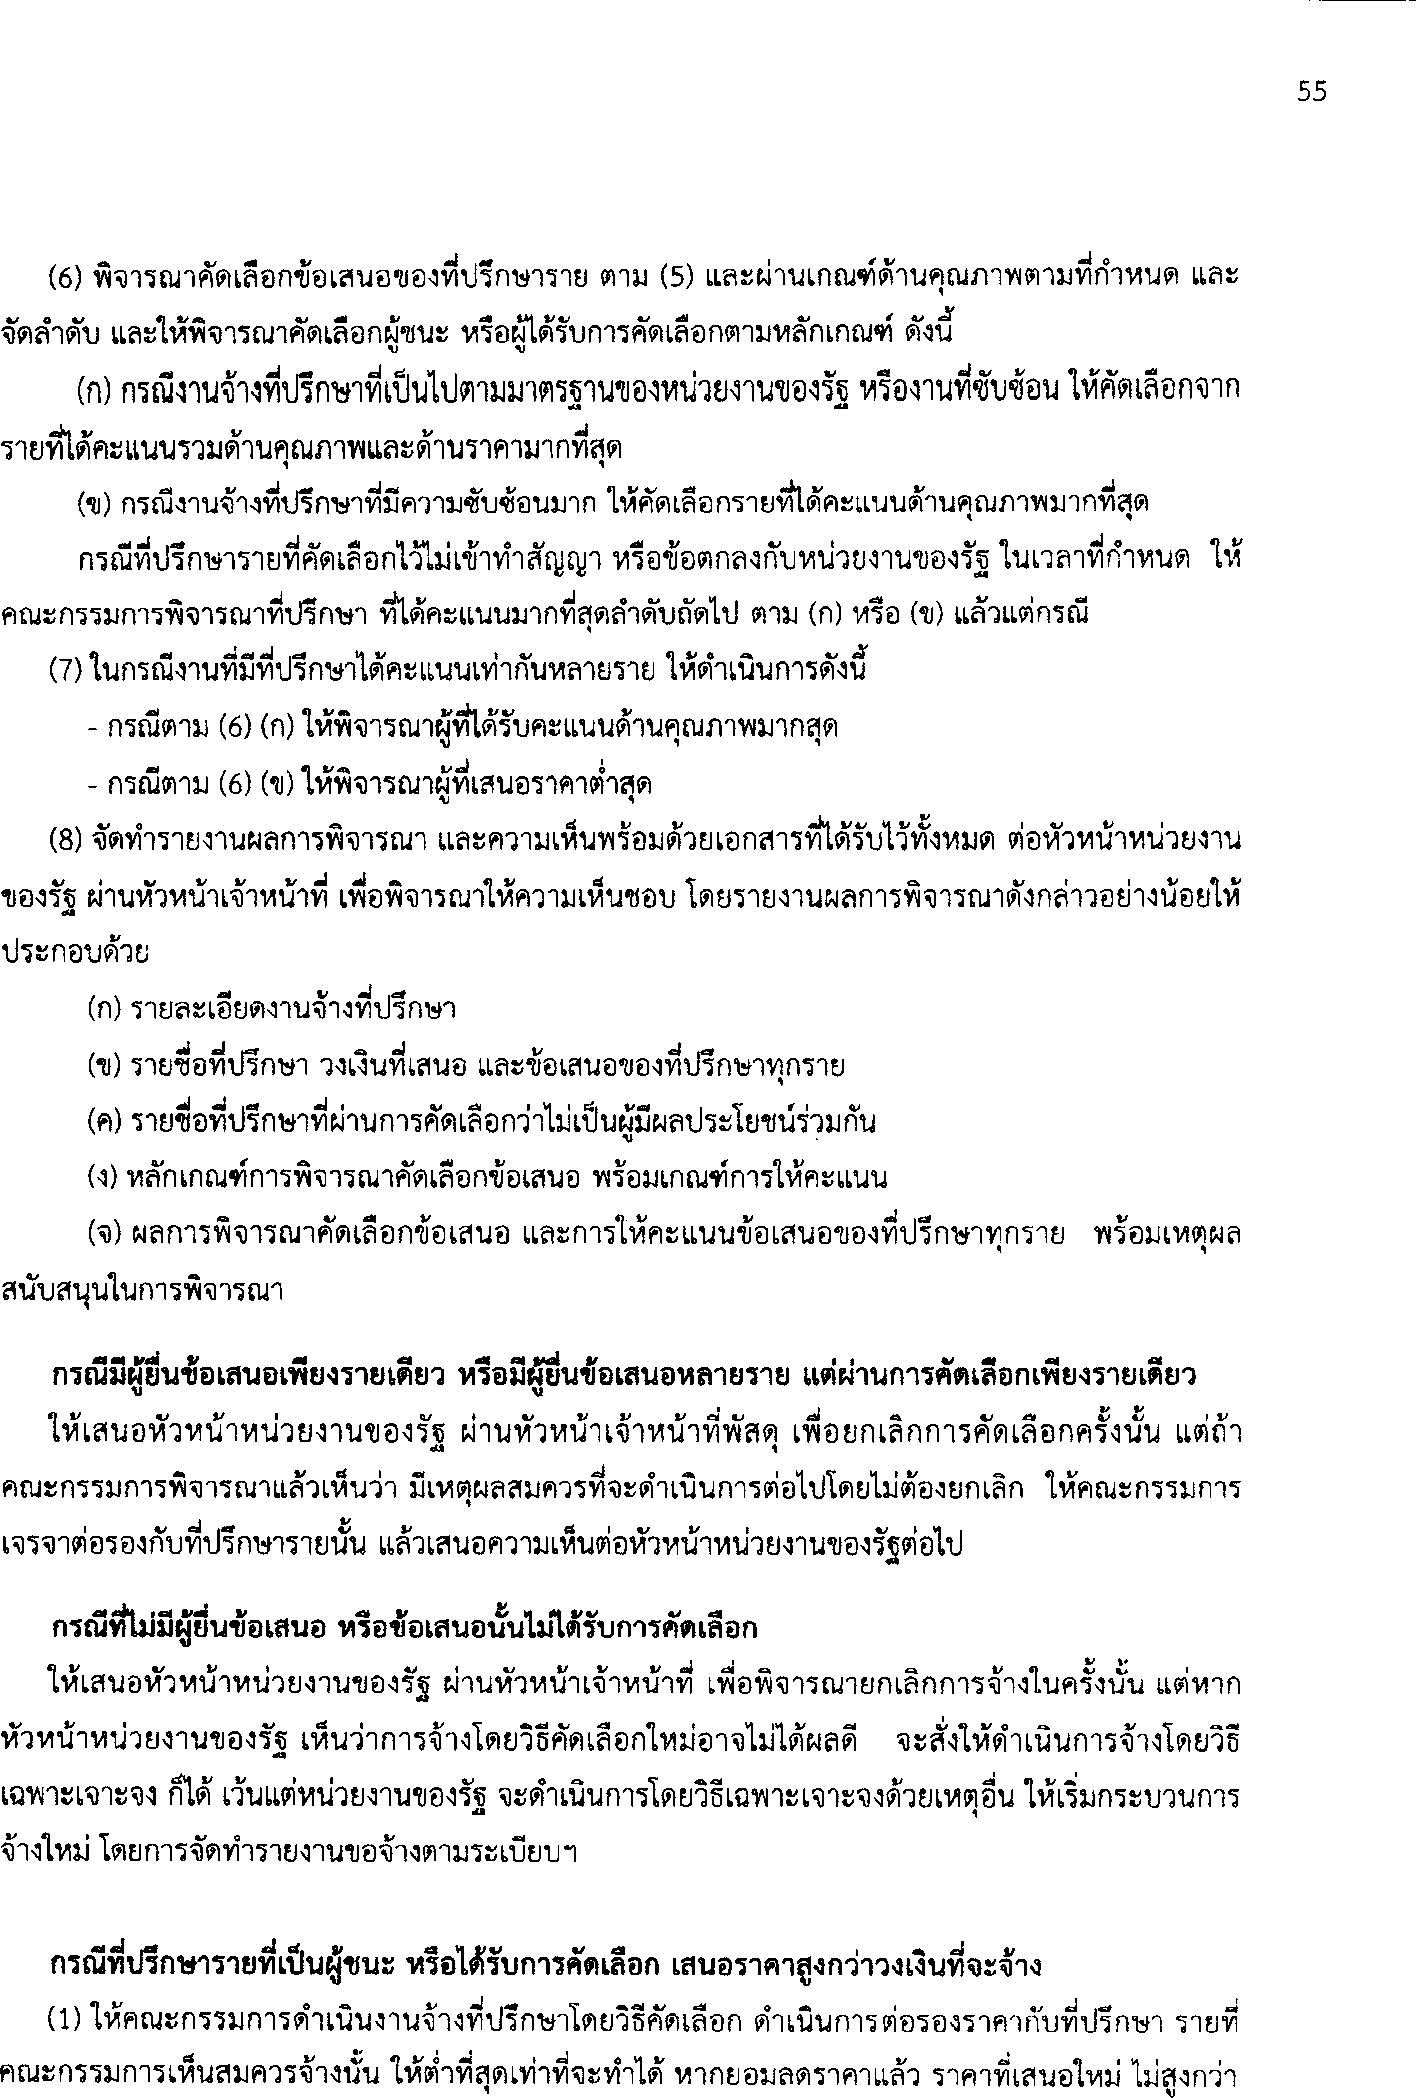 55
(6) พิจารณาคัดเลือกข้อเสนอของที่ปรึกษาราย ตาม (5) และผ่านเกณฑ์ด้านคุณภาพตามที่กำหนด และ
จัดลำดับ และให้พิจารณาคัดเลือกผู้ชนะ หรือผู้ได้รับการคัดเลือกตามหลักเกณฑ์ ดังนี้
(ก) กรณีงานจ้างที่ปรึกษาที่เป็นไปตามมาตรฐานของหน่วยงานของรัฐ หรืองานที่ซับซ้อน ให้คัดเลือกจาก
รายที่ได้คะแนนรวมด้านคุณภาพและด้านราคามากที่สุด
(ข) กรณีงานจ้างที่ปรึกษาที่มีความซับซ้อนมาก ให้คัดเลือกรายที่ได้คะแนนด้านคุณภาพมากที่สุด
กรณีที่ปรึกษารายที่คัดเลือกไว้ไม่เข้าทำสัญญา หรือข้อตกลงกับหน่วยงานของรัฐ ในเวลาที่กำหนด ให้
คณะกรรมการพิจารณาที่ปรึกษา ที่ได้คะแนนมากที่สุดลำดับถัดไป ตาม (ก) หรือ (ข) แล้วแต่กรณี
(7) ในกรณีงานที่มีที่ปรึกษาได้คะแนนเท่ากันหลายราย ให้ดำเนินการดังนี้
- กรณีตาม (6) (ก) ให้พิจารณาผู้ที่ได้รับคะแนนด้านคุณภาพมากสุด
- กรณีตาม (6) (ข) ให้พิจารณาผู้ที่เสนอราคาต่ำสุด
(8) จัดทำรายงานผลการพิจารณา และความเห็นพร้อมด้วยเอกสารที่ได้รับไว้ทั้งหมด ต่อหัวหน้าหน่วยงาน
ของรัฐ ผ่านหัวหน้าเจ้าหน้าที่ เพื่อพิจารณาให้ความเห็นชอบ โดยรายงานผลการพิจารณาดังกล่าวอย่างน้อยให้
ประกอบด้วย
(ก) รายละเอียดงานจ้างที่ปรึกษา
(ข) รายชื่อที่ปรึกษา วงเงินที่เสนอ และข้อเสนอของที่ปรึกษาทุกราย
(ค) รายชื่อที่ปรึกษาที่ผ่านการคัดเลือกว่าไม่เป็นผู้มีผลประโยชน์ร่วมกัน
(ง) หลักเกณฑ์การพิจารณาคัดเลือกข้อเสนอ พร้อมเกณฑ์การให้คะแนน
(จ) ผลการพิจารณาคัดเลือกข้อเสนอ และการให้คะแนนข้อเสนอของที่ปรึกษาทุกราย พร้อมเหตุผล
สนับสนุนในการพิจารณา
กรณีมีผู้ยื่นข้อเสนอเพียงรายเดียว หรือมีผู้ยื่นข้อเสนอหลายราย แต่ผ่านการคัดเลือกเพียงรายเดียว
ให้เสนอหัวหน้าหน่วยงานของรัฐ ผ่านหัวหน้าเจ้าหน้าที่พัสดุ เพื่อยกเลิกการคัดเลือกครั้งนั้น แต่ถ้า
คณะกรรมการพิจารณาแล้วเห็นว่า มีเหตุผลสมควรที่จะดำเนินการต่อไปโดยไม่ต้องยกเลิก ให้คณะกรรมการ
เจรจาต่อรองกับที่ปรึกษารายนั้น แล้วเสนอความเห็นต่อหัวหน้าหน่วยงานของรัฐต่อไป
กรณีที่ไม่มีผู้ยื่นข้อเสนอ หรือข้อเสนอนั้นไม่ได้รับการคัดเลือก
ให้เสนอหัวหน้าหน่วยงานของรัฐ ผ่านหัวหน้าเจ้าหน้าที่ เพื่อพิจารณายกเลิกการจ้างในครั้งนั้น แต่หาก
หัวหน้าหน่วยงานของรัฐ เห็นว่าการจ้างโดยวิธีคัดเลือกใหม่อาจไม่ได้ผลดี จะสั่งให้ดำเนินการจ้างโดยวิธี
เฉพาะเจาะจง ก็ได้ เว้นแต่หน่วยงานของรัฐ จะดำเนินการโดยวิธีเฉพาะเจาะจงด้วยเหตุอื่น ให้เริ่มกระบวนการ
จ้างใหม่ โดยการจัดทำรายงานขอจ้างตามระเบียบฯ
กรณีที่ปรึกษารายที่เป็นผู้ชนะ หรือได้รับการคัดเลือก เสนอราคาสูงกว่าวงเงินที่จะจ้าง
(1) ให้คณะกรรมการดำเนินงานจ้างที่ปรึกษาโดยวิธีคัดเลือก ดำเนินการต่อรองราคากับที่ปรึกษา รายที่
คณะกรรมการเห็นสมควรจ้างนั้น ให้ต่ำที่สุดเท่าที่จะทำได้ หากยอมลดราคาแล้ว ราคาที่เสนอใหม่ ไม่สูงกว่า